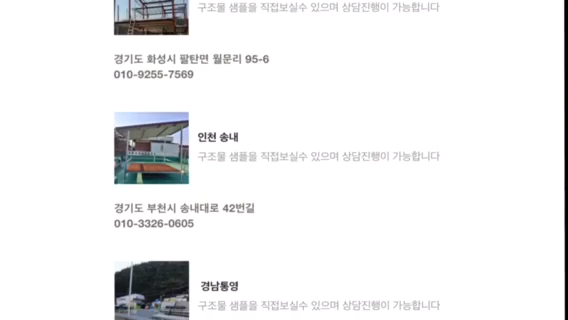 구조물 샘플을 직접보실수 있으며 상담진행이 가능합니다
경기도 화성시 팔탄면 월문리 95-6
010-9255-7569
인천 송내
구조물 샘플을 직접보실수 있으며 상담진행이 가능합니다
경기도 부천시 송내대로 42번길
010-3326-0605
경남통영
구조물 샘플을 직접보실수 있으며 상담진행이 가능합니다